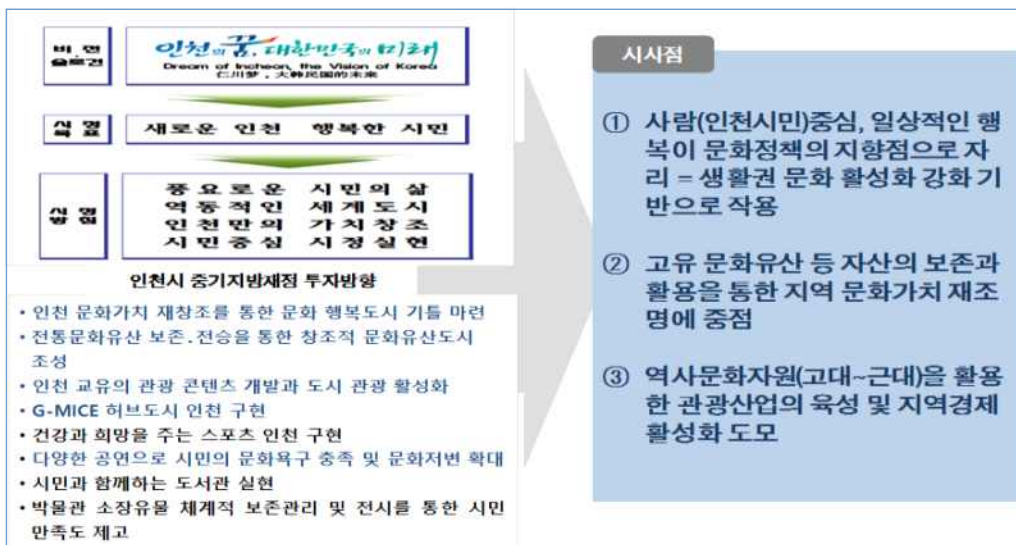 비 전
슬로건
인천의 꿈, 대한민국의 미래
Dream of Incheon, the Vision of Korea
仁川梦，大韩民国的未来
시 정
목 표
새로운 인천 행복한 시민
시 정
방 침
풍요로운 시민의 삶
역동적인 세계도시
인천만의 가치창조
시민중심 시정실현
인천시 중기지방재정 투자방향
• 인천 문화가치 재창조를 통한 문화 행복도시 기틀 마련
• 전통문화유산 보존.전승을 통한 창조적 문화유산도시
조성
• 인천 교유의 관광 콘텐츠 개발과 도시 관광 활성화
• G-MICE 허브도시 인천 구현
• 건강과 희망을 주는 스포츠 인천 구현
• 다양한 공연으로 시민의 문화욕구 충족 및 문화저변 확대
• 시민과 함께하는 도서관 실현
• 박물관 소장유물 체계적 보존관리 및 전시를 통한 시민
만족도 제고
시사점
① 사람(인천시민)중심, 일상적인 행
복이 문화정책의 지향점으로 자
리 = 생활권 문화 활성화 강화 기
반으로 작용
② 고유 문화유산 등 자산의 보존과
활용을 통한 지역 문화가치 재조
명에 중점
③ 역사문화자원(고대~근대)을 활용
한 관광산업의 육성 및 지역경제
활성화 도모